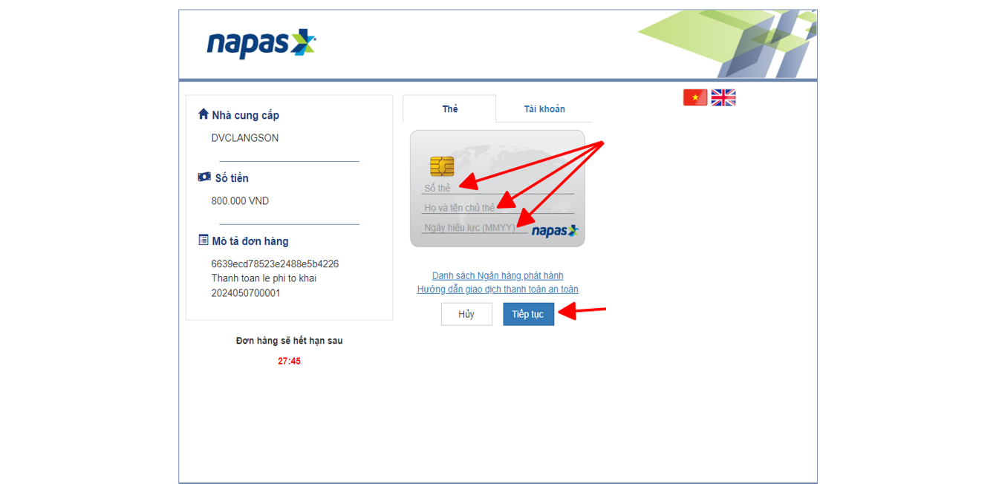 napas
Nhà cung cấp
DVCLANGSON
Số tiền
800.000 VND
Mô tả đơn hàng
6639ecd78523e2488e5b4226
Thanh toan le phi to khai
2024050700001
Đơn hàng sẽ hết hạn sau
27:45
Thẻ
Tài khoản
Số thẻ
Họ và tên chủ thẻ
Ngày hiệu lực (MMYY)
napas
Danh sách Ngân hàng phát hành
Hướng dẫn giao dịch thanh toán an toàn
Hủy
Tiếp tục